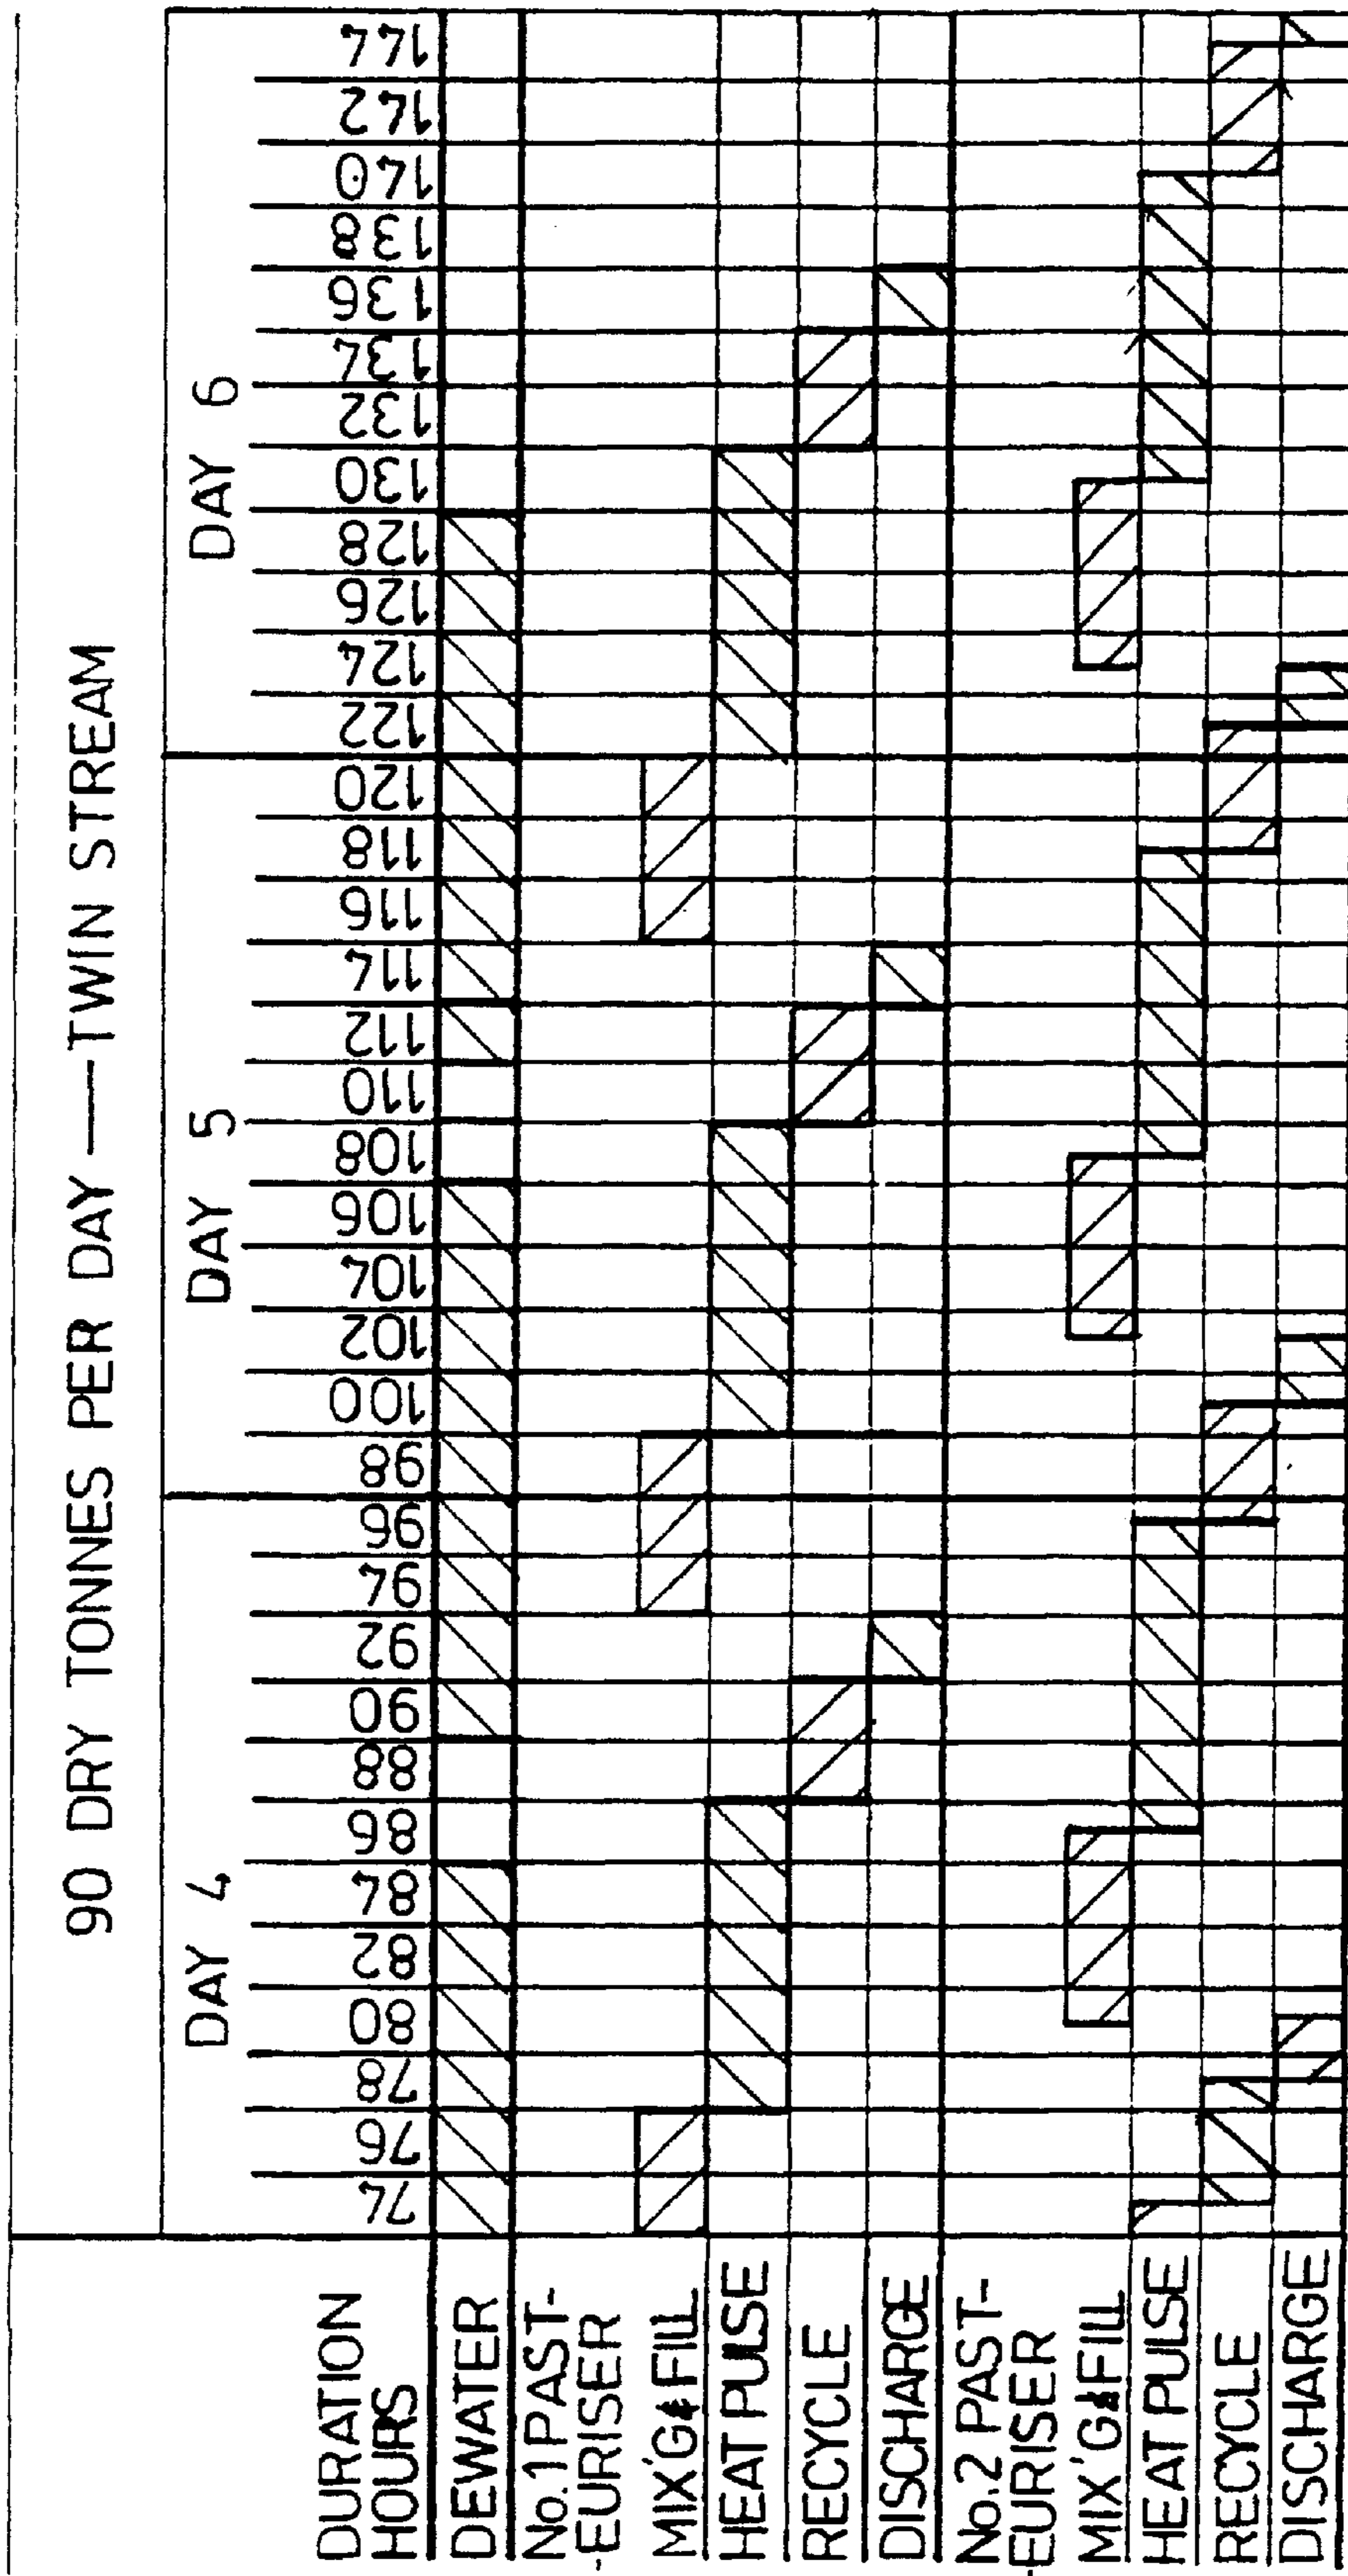 90 DRY TONNES PER DAY — TWIN STREAM
DAY 4 DAY 5 DAY 6
DURATION
HOURS
74 76 78 80 82 84 86 88 90 92 94 96 98 100 102 104 106 108 110 112 114 116 118 120 122 124 126 128 130 132 134 136 138 140 142 144
DEWATER
No.1 PAST-
-EURISER
MIX'G&FILL
HEAT PULSE
RECYCLE
DISCHARGE
No.2 PAST-
-EURISER
MIX'G&FILL
HEAT PULSE
RECYCLE
DISCHARGE